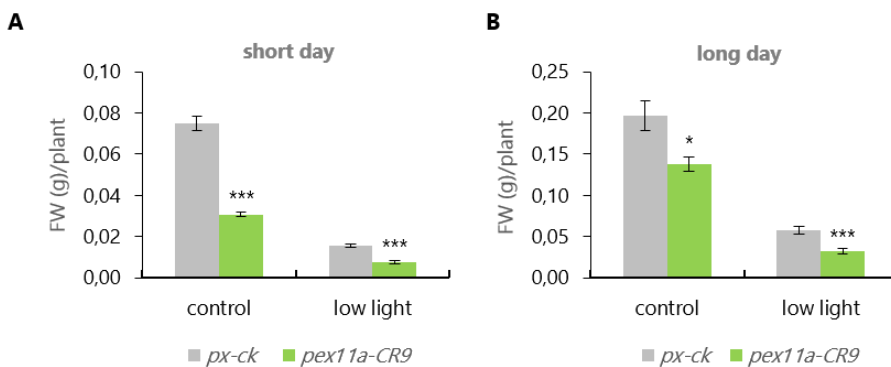 A
short day
FW (g)/plant
0,10
0,08
0,06
0,04
0,02
0,00
***
***
control
low light
px-ck
pex11a-CR9
B
long day
FW (g)/plant
0,25
0,20
0,15
0,10
0,05
0,00
*
***
control
low light
px-ck
pex11a-CR9